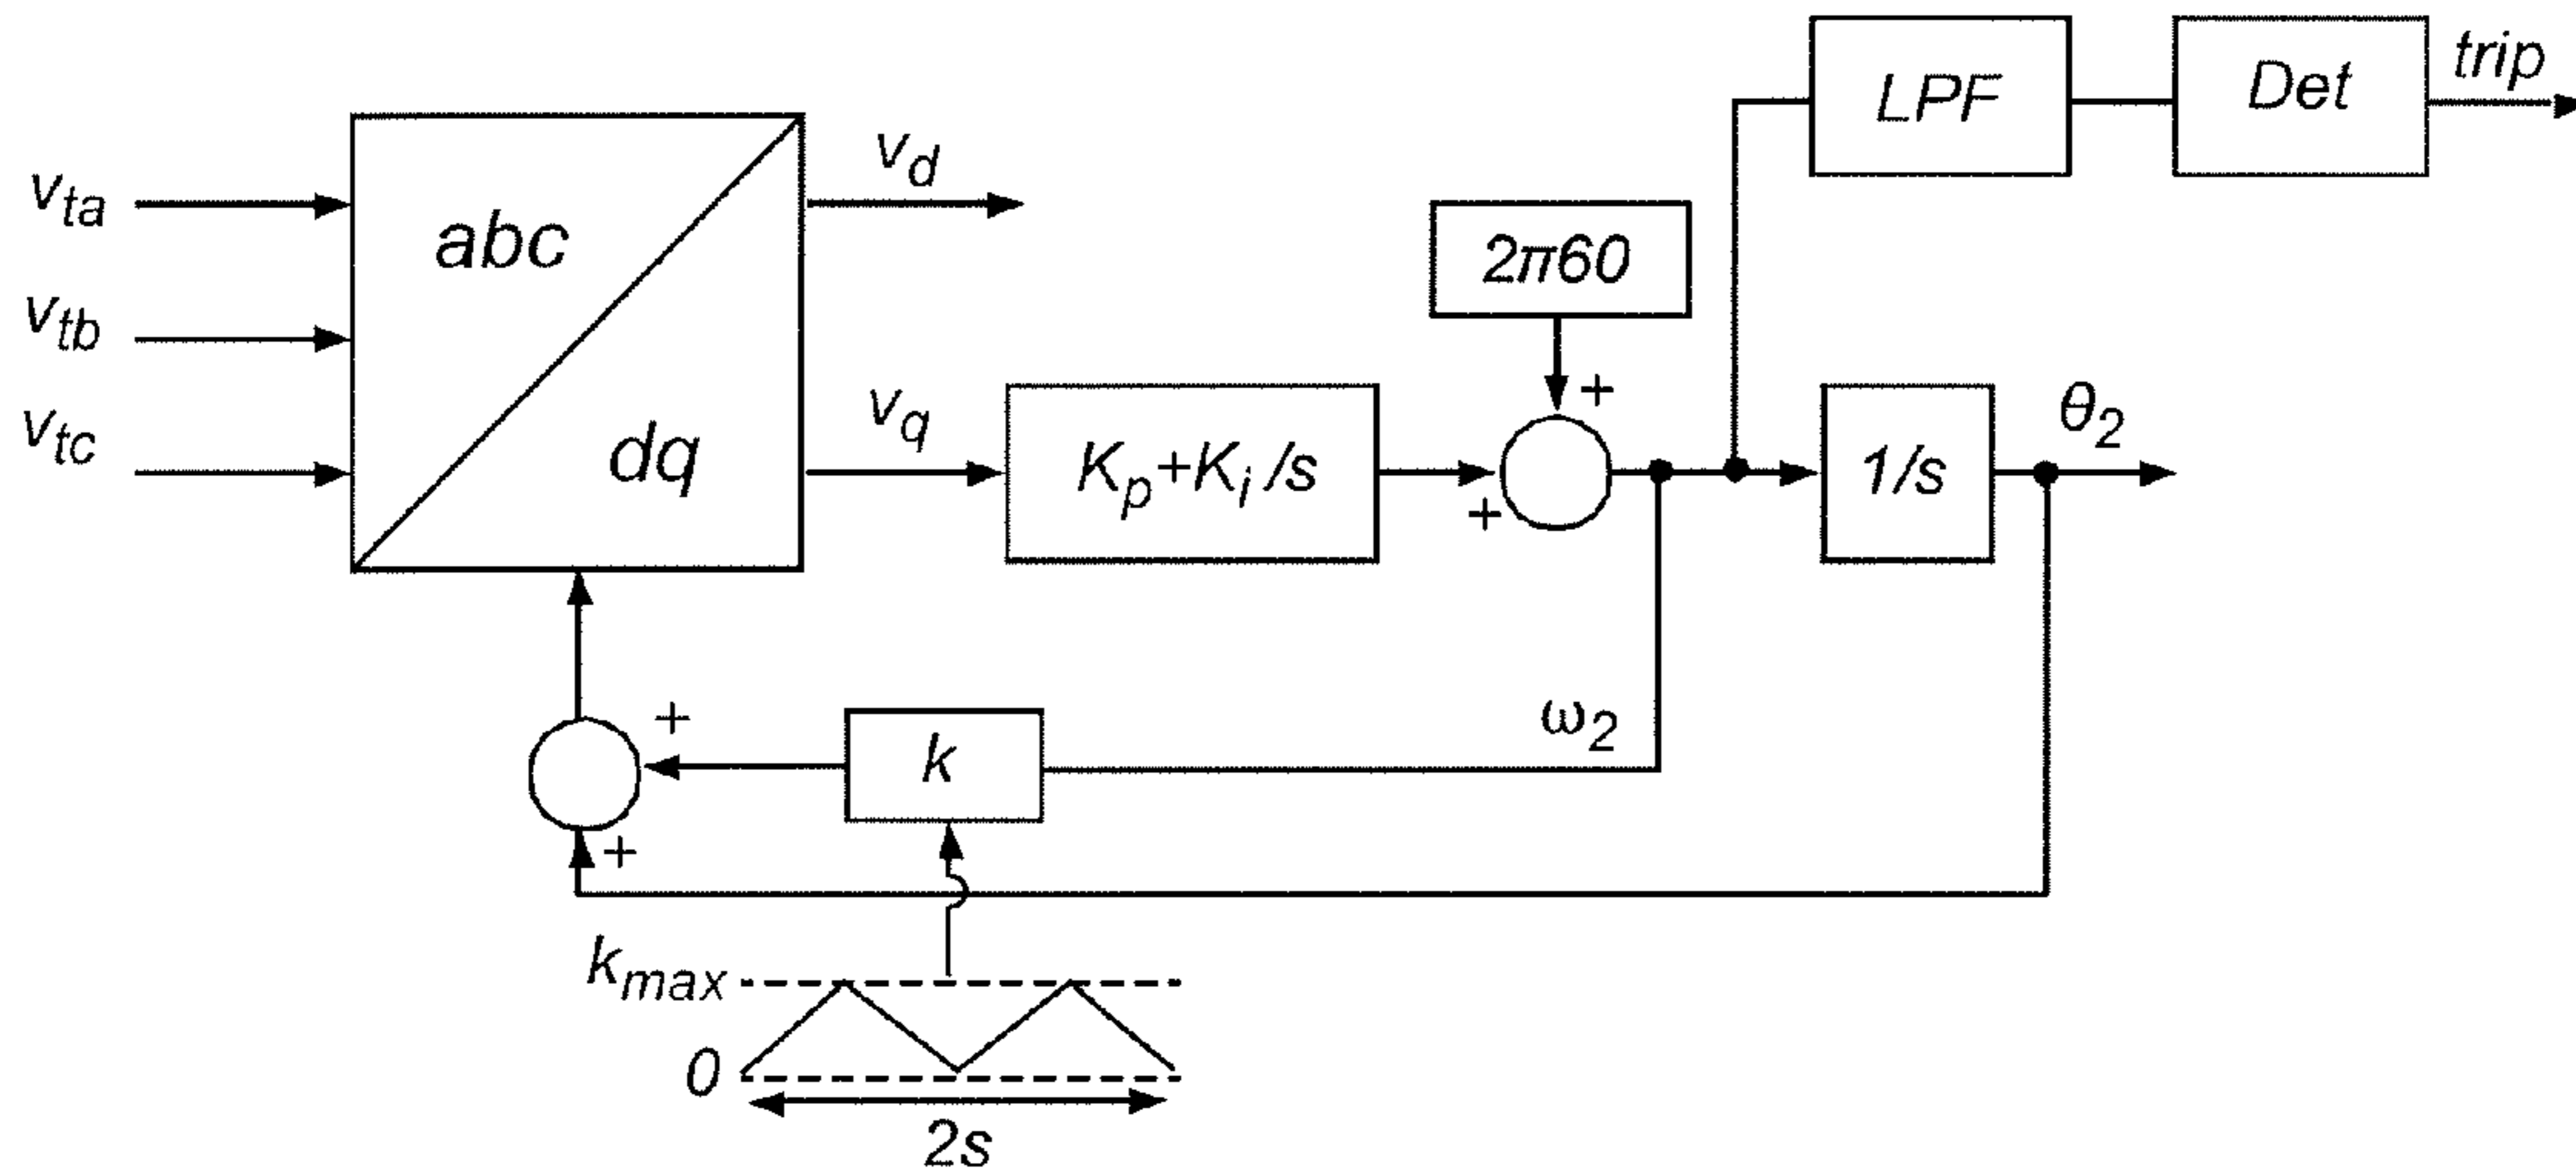 LPF
Det
trip
v_ta
v_tb
v_tc
abc
dq
v_d
v_q
2π60
K_p+K_i/s
+
+
1/s
θ_2
ω_2
k
+
+
k_max
0
2s